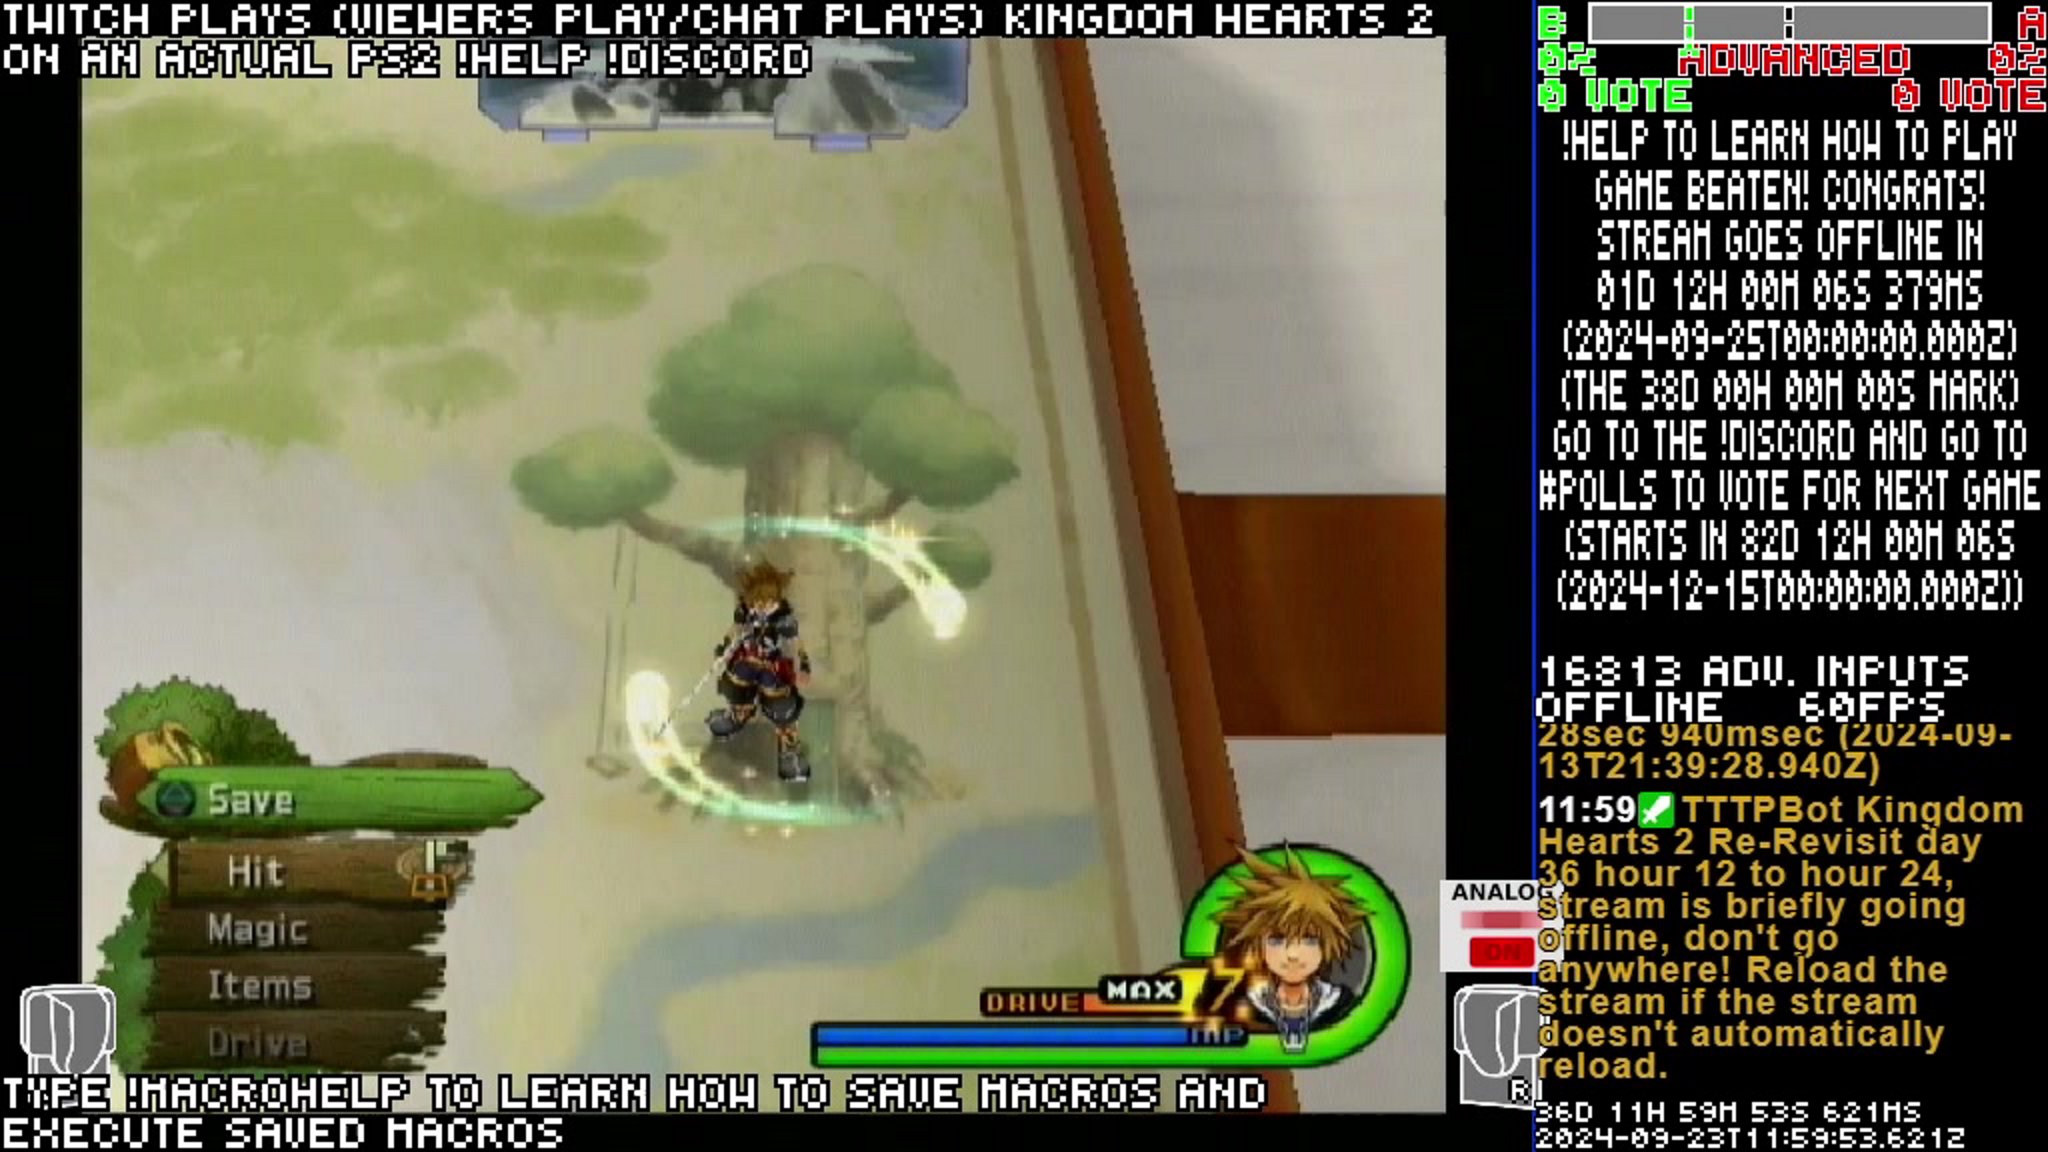 TWITCH PLAYS (VIEWERS PLAY/CHAT PLAYS) KINGDOM HEARTS 2
ON AN ACTUAL PS2 !HELP !DISCORD
B A
0% ADVANCED 0%
0 VOTE 0 VOTE
!HELP TO LEARN HOW TO PLAY
GAME BEATEN! CONGRATS!
STREAM GOES OFFLINE IN
01D 12H 00M 06S 379MS
(2024-09-25T00:00:00.000Z)
(THE 38D 00H 00M 00S MARK)
GO TO THE !DISCORD AND GO TO
#POLLS TO VOTE FOR NEXT GAME
(STARTS IN 82D 12H 00M 06S
(2024-12-15T00:00:00.000Z))
16813 ADV. INPUTS
OFFLINE 60FPS
28sec 940msec (2024-09-
13T21:39:28.940Z)
11:59 TTTPBot Kingdom
Hearts 2 Re-Revisit day
36 hour 12 to hour 24,
stream is briefly going
offline, don't go
anywhere! Reload the
stream if the stream
doesn't automatically
reload.
36D 11H 59M 53S 621MS
2024-09-23T11:59:53.621Z
Save
Hit
Magic
Items
Drive
DRIVE MAX 7
MP
ANALOG
ON
R1
TYPE !MACROHELP TO LEARN HOW TO SAVE MACROS AND
EXECUTE SAVED MACROS